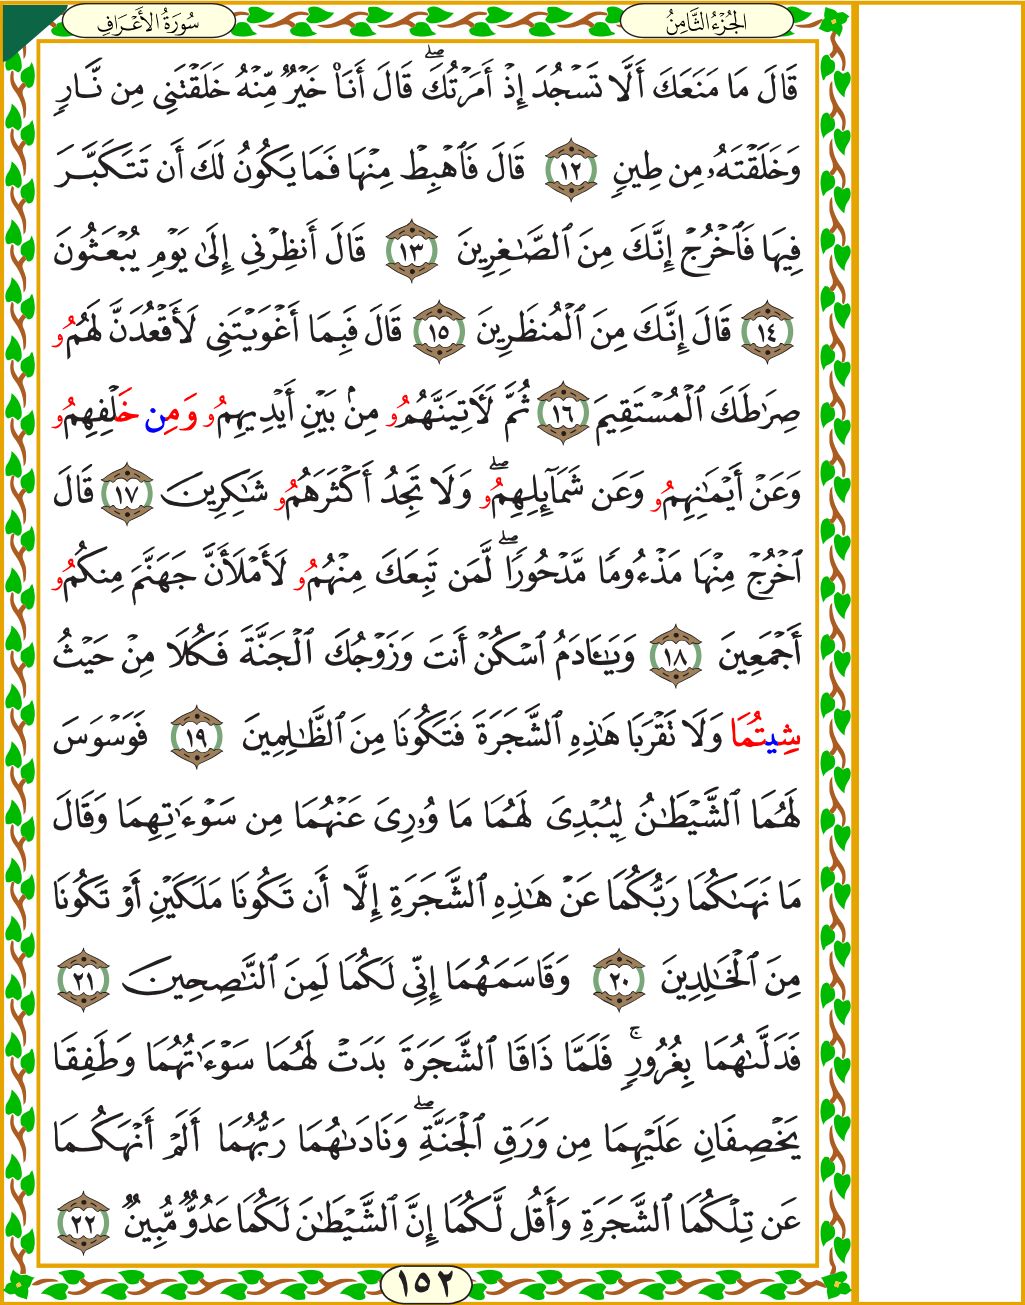 الجُزْءُ الثَّامِنُ
سُورَةُ الأَعْرَافِ
قَالَ مَا مَنَعَكَ أَلَّا تَسْجُدَ إِذْ أَمَرْتُكَۖ قَالَ أَنَا۠ خَيْرٌ مِّنْهُ خَلَقْتَنِى مِن نَّارٍ
وَخَلَقْتَهُۥ مِن طِينٍ ١٢ قَالَ فَٱهْبِطْ مِنْهَا فَمَا يَكُونُ لَكَ أَن تَتَكَبَّرَ
فِيهَا فَٱخْرُجْ إِنَّكَ مِنَ ٱلصَّٰغِرِينَ ١٣ قَالَ أَنظِرْنِى إِلَىٰ يَوْمِ يُبْعَثُونَ
١٤ قَالَ إِنَّكَ مِنَ ٱلْمُنظَرِينَ ١٥ قَالَ فَبِمَا أَغْوَيْتَنِى لَأَقْعُدَنَّ لَهُمُۥ
صِرَٰطَكَ ٱلْمُسْتَقِيمَ ١٦ ثُمَّ لَءَاتِيَنَّهُمُۥ مِنۢ بَيْنِ أَيْدِيهِمُۥ وَمِن خَلْفِهِمُۥ
وَعَنْ أَيْمَٰنِهِمُۥ وَعَن شَمَآئِلِهِمُۥۖ وَلَا تَجِدُ أَكْثَرَهُمُۥ شَٰكِرِينَ ١٧ قَالَ
ٱخْرُجْ مِنْهَا مَذْءُومًا مَّدْحُورًاۖ لَّمَن تَبِعَكَ مِنْهُمُۥ لَأَمْلَأَنَّ جَهَنَّمَ مِنكُمُۥ
أَجْمَعِينَ ١٨ وَيَٰٓـَٔادَمُ ٱسْكُنْ أَنتَ وَزَوْجُكَ ٱلْجَنَّةَ فَكُلَا مِنْ حَيْثُ
شِيتُمَا وَلَا تَقْرَبَا هَٰذِهِ ٱلشَّجَرَةَ فَتَكُونَا مِنَ ٱلظَّٰلِمِينَ ١٩ فَوَسْوَسَ
لَهُمَا ٱلشَّيْطَٰنُ لِيُبْدِىَ لَهُمَا مَا وُۥرِىَ عَنْهُمَا مِن سَوْءَٰتِهِمَا وَقَالَ
مَا نَهَىٰكُمَا رَبُّكُمَا عَنْ هَٰذِهِ ٱلشَّجَرَةِ إِلَّا أَن تَكُونَا مَلَكَيْنِ أَوْ تَكُونَا
مِنَ ٱلْخَٰلِدِينَ ٢٠ وَقَاسَمَهُمَا إِنِّى لَكُمَا لَمِنَ ٱلنَّٰصِحِينَ ٢١
فَدَلَّىٰهُمَا بِغُرُورٍۚ فَلَمَّا ذَاقَا ٱلشَّجَرَةَ بَدَتْ لَهُمَا سَوْءَٰتُهُمَا وَطَفِقَا
يَخْصِفَانِ عَلَيْهِمَا مِن وَرَقِ ٱلْجَنَّةِۖ وَنَادَىٰهُمَا رَبُّهُمَا أَلَمْ أَنْهَكُمَا
عَن تِلْكُمَا ٱلشَّجَرَةِ وَأَقُل لَّكُمَا إِنَّ ٱلشَّيْطَٰنَ لَكُمَا عَدُوٌّ مُّبِينٌ ٢٢
١٥٢